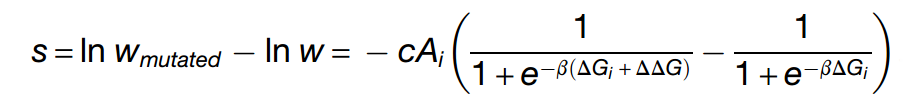 s = ln w_mutated − ln w = − cA_i ( 1 / (1 + e^{−β(ΔG_i + ΔΔG)}) − 1 / (1 + e^{−βΔG_i}) )